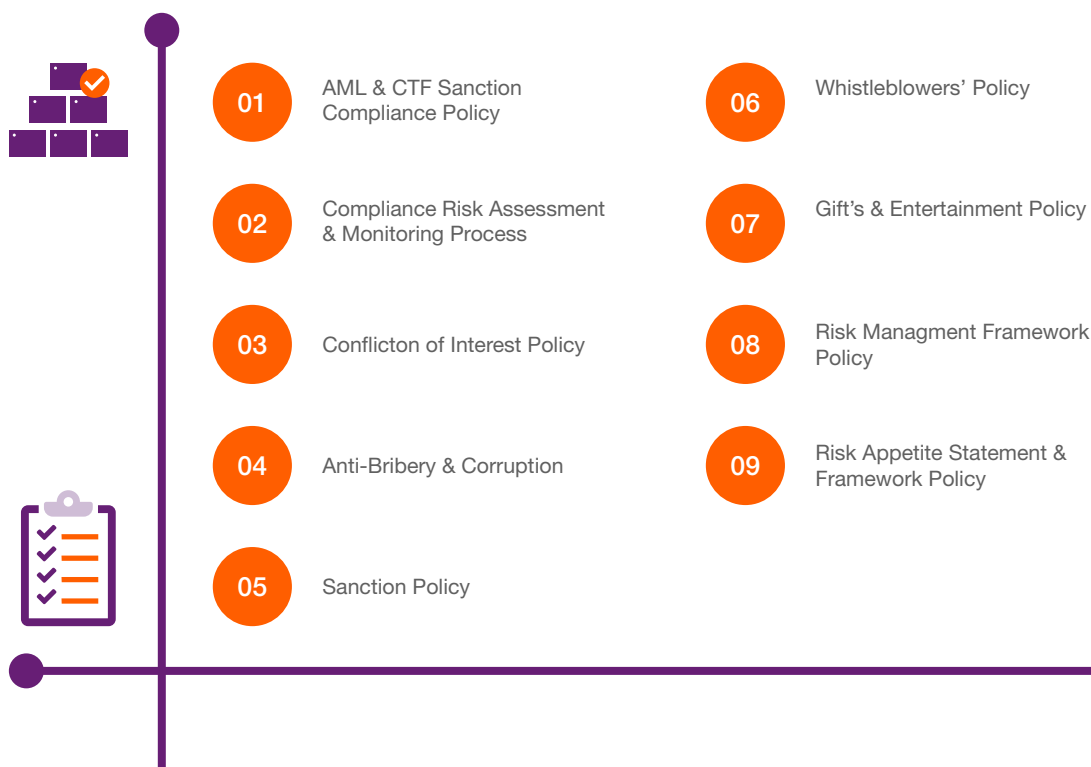 01
AML & CTF Sanction
Compliance Policy
02
Compliance Risk Assessment
& Monitoring Process
03
Conflicton of Interest Policy
04
Anti-Bribery & Corruption
05
Sanction Policy
06
Whistleblowers’ Policy
07
Gift's & Entertainment Policy
08
Risk Managment Framework
Policy
09
Risk Appetite Statement &
Framework Policy